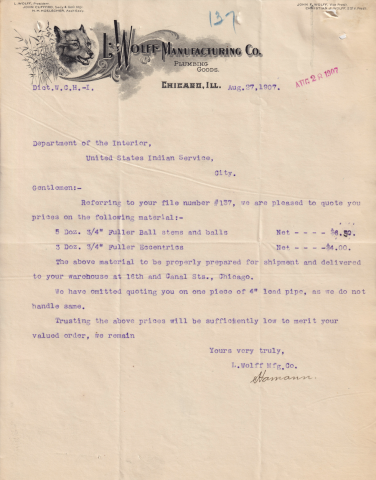 L. WOLFF, President
137
L. WOLFF MANUFACTURING CO.
PLUMBING
GOODS.
CHICAGO, ILL.
Aug. 27, 1907.
AUG 28 1907
Dict. W.G.H.-I.
Department of the Interior,
United States Indian Service,
City.
Gentlemen:-
Referring to your file number #137, we are pleased to quote you
prices on the following material:-
5 Doz. 3/4" Fuller Ball stems and balls Net - - - - $6.50.
3 Doz. 3/4" Fuller Eccentrics Net - - - - $4.00.
The above material to be properly prepared for shipment and delivered
to your warehouse at 16th and Canal Sts., Chicago.
We have omitted quoting you on one piece of 4" lead pipe, as we do not
handle same.
Trusting the above prices will be sufficiently low to merit your
valued order, we remain
Yours very truly,
L. Wolff Mfg. Co.
Hamann.